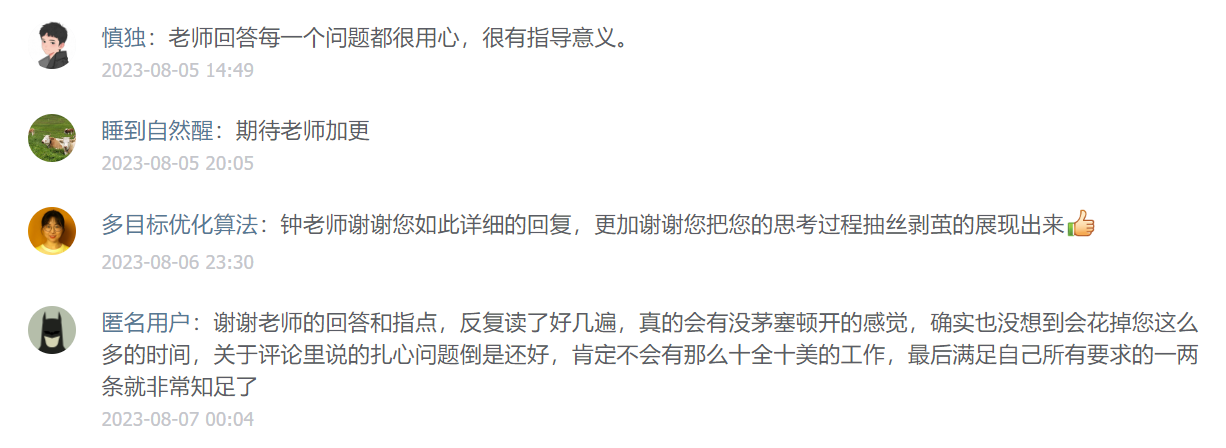 慎独：老师回答每一个问题都很用心，很有指导意义。
2023-08-05 14:49
睡到自然醒：期待老师加更
2023-08-05 20:05
多目标优化算法：钟老师谢谢您如此详细的回复，更加谢谢您把您的思考过程抽丝剥茧的展现出来👍
2023-08-06 23:30
匿名用户：谢谢老师的回答和指点，反复读了好几遍，真的会有没茅塞顿开的感觉，确实也没想到会花掉您这么
多的时间，关于评论里说的扎心问题倒是还好，肯定不会有那么十全十美的工作，最后满足自己所有要求的一两
条就非常知足了
2023-08-07 00:04